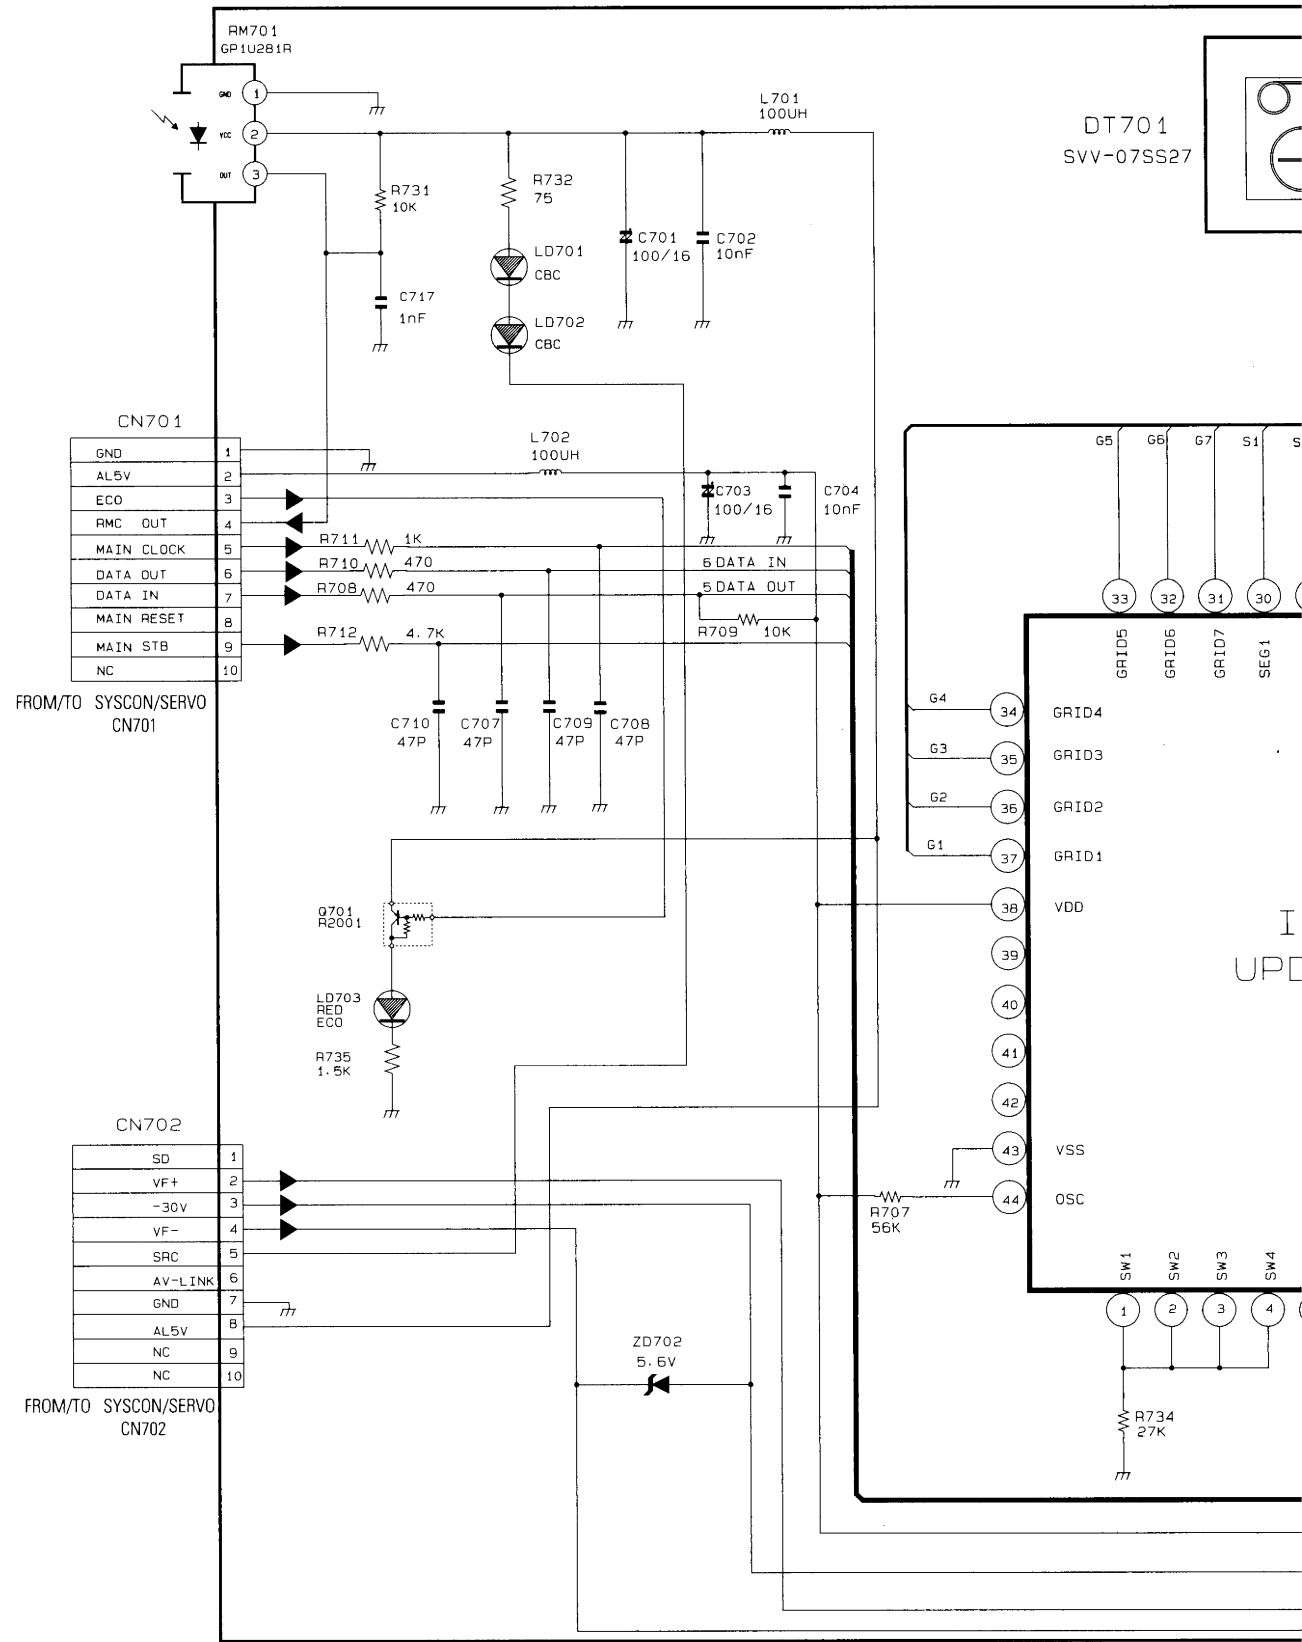 RM701
GP1U281R
GND 1
VCC 2
OUT 3
L701
100UH
DT701
SVV-07SS27
R731
10K
R732
75
LD701
CBC
C701
100/16
C702
10nF
C717
1nF
LD702
CBC
CN701
GND 1
AL5V 2
ECO 3
RMC OUT 4
MAIN CLOCK 5
DATA OUT 6
DATA IN 7
MAIN RESET 8
MAIN STB 9
NC 10
FROM/TO SYSCON/SERVO
CN701
L702
100UH
C703
100/16
C704
10nF
R711 1K
R710 470
6 DATA IN
R708 470
5 DATA OUT
R709 10K
R712 4.7K
C710
47P
C707
47P
C709
47P
C708
47P
G5 G6 G7 S1 S
33 32 31 30
GRID5 GRID6 GRID7 SEG1
G4 34 GRID4
G3 35 GRID3
G2 36 GRID2
G1 37 GRID1
38 VDD
39
40
41
42
43 VSS
44 OSC
I
UPD
Q701
R2001
LD703
RED
ECO
R735
1.5K
R707
56K
SW1 SW2 SW3 SW4
1 2 3 4
R734
27K
CN702
SD 1
VF+ 2
-30V 3
VF- 4
SRC 5
AV-LINK 6
GND 7
AL5V 8
NC 9
NC 10
FROM/TO SYSCON/SERVO
CN702
ZD702
5.6V